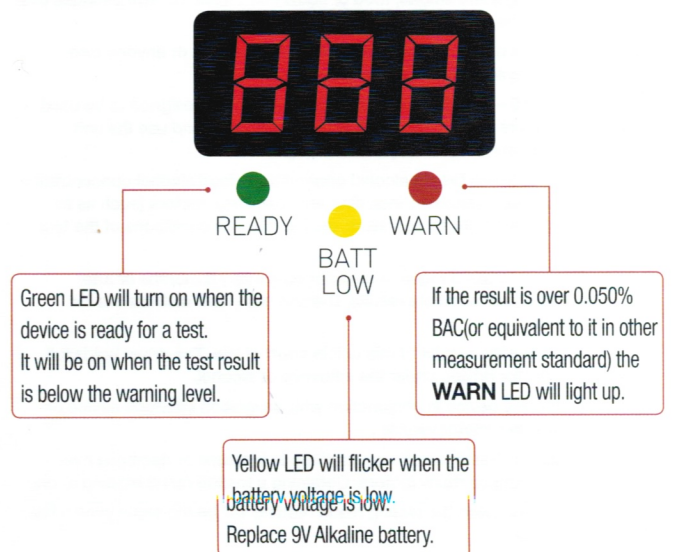 888
READY
WARN
BATT
LOW
Green LED will turn on when the
device is ready for a test.
It will be on when the test result
is below the warning level.
If the result is over 0.050%
BAC(or equivalent to it in other
measurement standard) the
WARN LED will light up.
Yellow LED will flicker when the
battery voltage is low.
Replace 9V Alkaline battery.